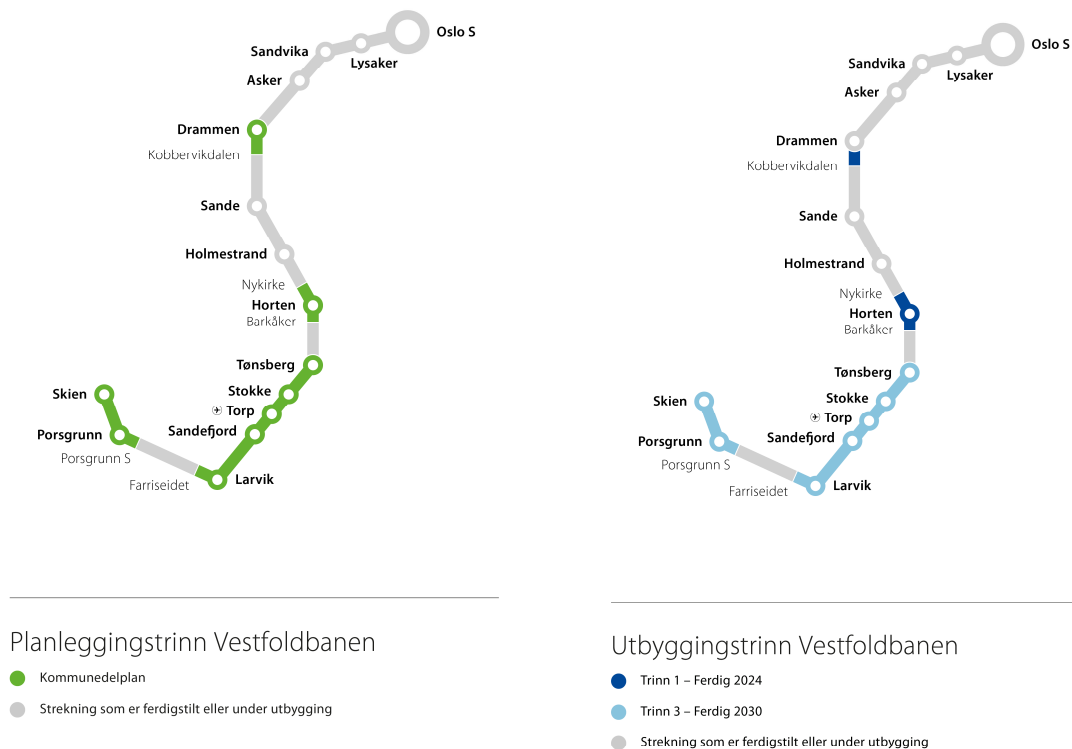 Oslo S
Sandvika
Lysaker
Asker
Drammen
Kobbervikdalen
Sande
Holmestrand
Nykirke
Horten
Barkåker
Tønsberg
Stokke
Skien
Torp
Sandefjord
Porsgrunn
Porsgrunn S
Larvik
Farriseidet
Planleggingstrinn Vestfoldbanen
Kommunedelplan
Strekning som er ferdigstilt eller under utbygging
Oslo S
Sandvika
Lysaker
Asker
Drammen
Kobbervikdalen
Sande
Holmestrand
Nykirke
Horten
Barkåker
Tønsberg
Stokke
Skien
Torp
Sandefjord
Porsgrunn
Porsgrunn S
Larvik
Farriseidet
Utbyggingstrinn Vestfoldbanen
Trinn 1 – Ferdig 2024
Trinn 3 – Ferdig 2030
Strekning som er ferdigstilt eller under utbygging